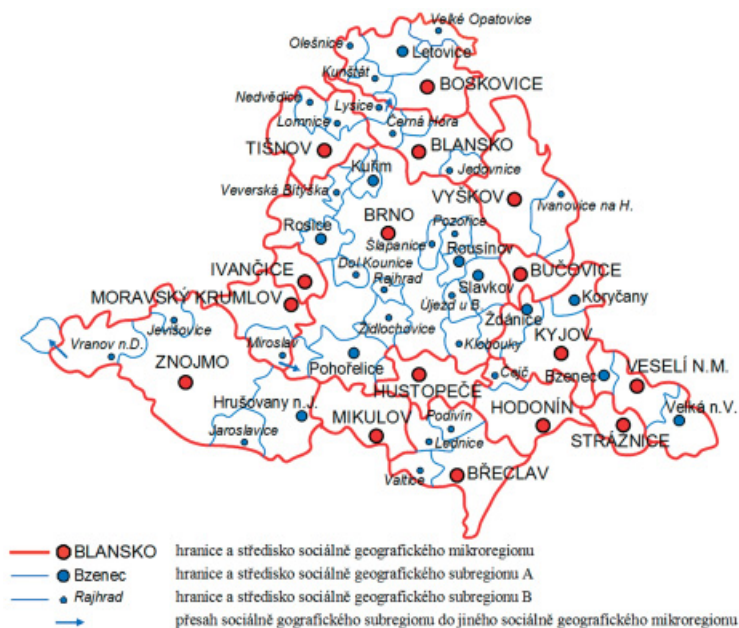 Velké Opatovice
Olešnice
Letovice
Kunštát
BOSKOVICE
Nedvědice
Lysice
Lomnice
Černá Hora
TIŠNOV
BLANSKO
Jedovnice
Kuřim
Veverská Bítýška
VYŠKOV
Ivanovice na H.
BRNO
Pozořice
Rosice
Šlapanice
Rousínov
IVANČICE
Dol.Kounice
BUČOVICE
Rajhrad
Slavkov
MORAVSKÝ KRUMLOV
Újezd u B.
Koryčany
Ždánice
Jevišovice
Židlochovice
Vranov n.D.
Miroslav
Klobouky
KYJOV
ZNOJMO
Pohořelice
Čejč
VESELÍ N.M.
HUSTOPEČE
Bzenec
Hrušovany n.J.
Podivín
HODONÍN
Velká n.V.
MIKULOV
Jaroslavice
Lednice
STRÁŽNICE
Valtice
BŘECLAV
BLANSKO hranice a středisko sociálně geografického mikroregionu
Bzenec hranice a středisko sociálně geografického subregionu A
Rajhrad hranice a středisko sociálně geografického subregionu B
přesah sociálně gografického subregionu do jiného sociálně geografického mikroregionu